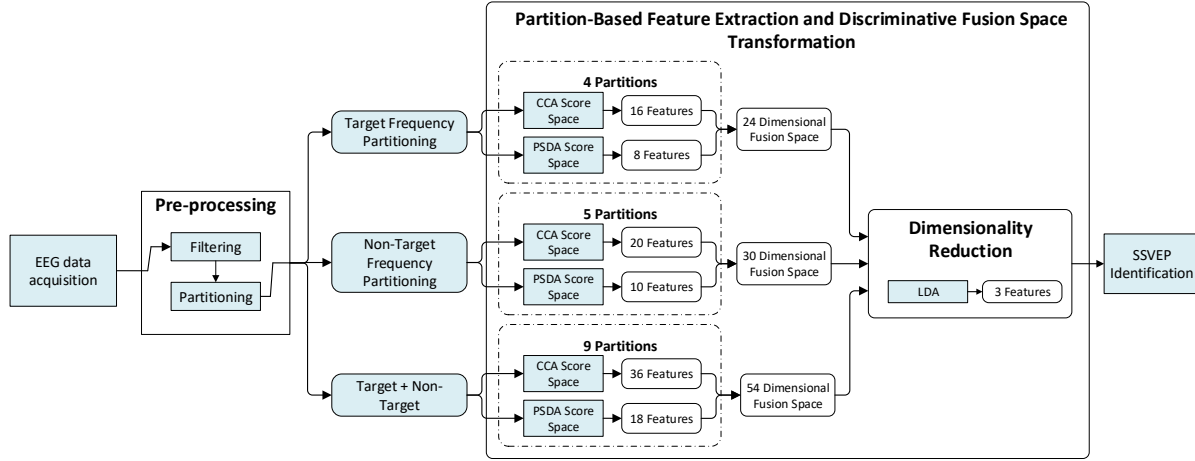 Partition-Based Feature Extraction and Discriminative Fusion Space
Transformation
EEG data
acquisition
Pre-processing
Filtering
Partitioning
Target Frequency
Partitioning
4 Partitions
CCA Score
Space
16 Features
PSDA Score
Space
8 Features
24 Dimensional
Fusion Space
Non-Target
Frequency
Partitioning
5 Partitions
CCA Score
Space
20 Features
PSDA Score
Space
10 Features
30 Dimensional
Fusion Space
Target + Non-
Target
9 Partitions
CCA Score
Space
36 Features
PSDA Score
Space
18 Features
54 Dimensional
Fusion Space
Dimensionality
Reduction
LDA
3 Features
SSVEP
Identification